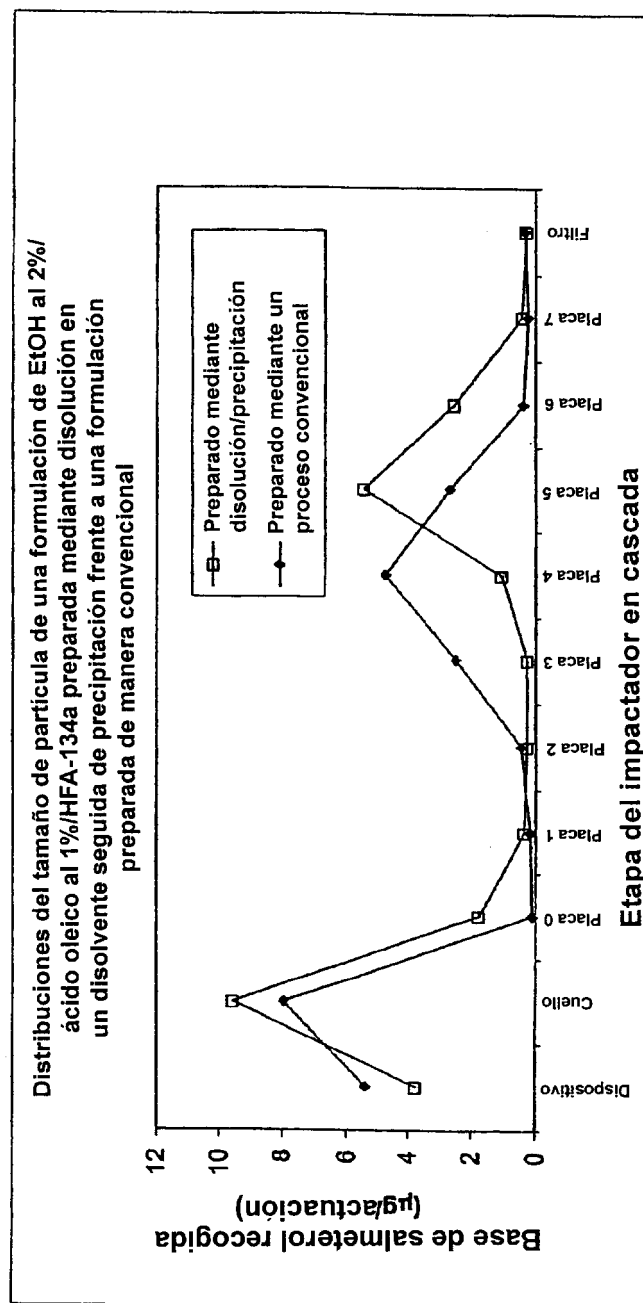 Distribuciones del tamaño de partícula de una formulación de EtOH al 2%/
ácido oleico al 1%/HFA-134a preparada mediante disolución en
un disolvente seguida de precipitación frente a una formulación
preparada de manera convencional
Preparado mediante
disolución/precipitación
Preparado mediante un
proceso convencional
Base de salmeterol recogida
(µg/actuación)
12
10
8
6
4
2
0
Dispositivo
Cuello
Placa 0
Placa 1
Placa 2
Placa 3
Placa 4
Placa 5
Placa 6
Placa 7
Filtro
Etapa del impactador en cascada